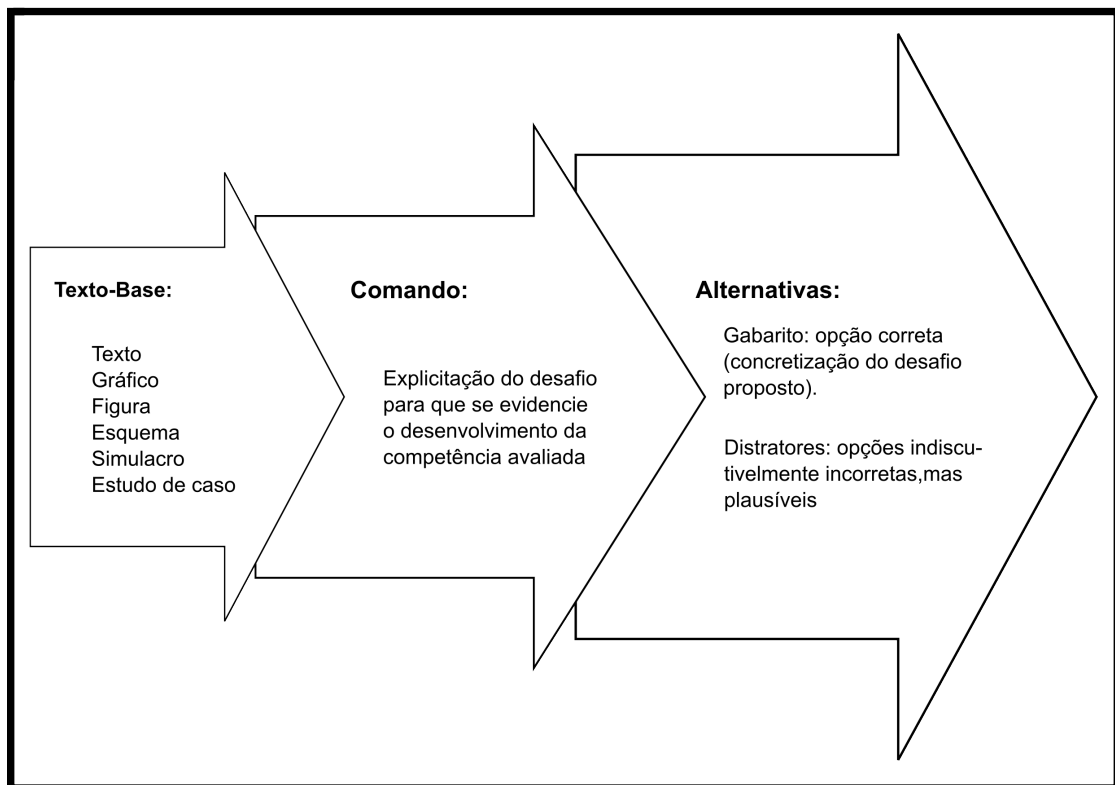 Texto-Base:
Texto
Gráfico
Figura
Esquema
Simulacro
Estudo de caso
Comando:
Explicitação do desafio
para que se evidencie
o desenvolvimento da
competência avaliada
Alternativas:
Gabarito: opção correta
(concretização do desafio
proposto).
Distratores: opções indiscu-
tivelmente incorretas,mas
plausíveis